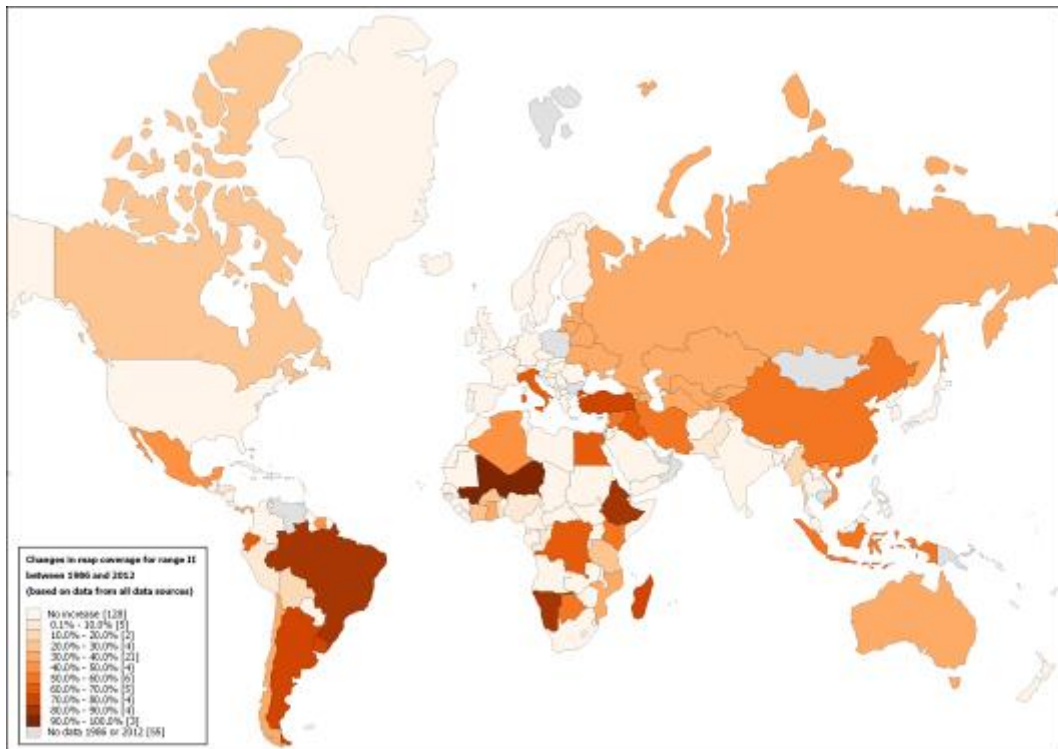 Changes in map coverage for range II
between 1986 and 2012
(based on data from all data sources)
No increase [128]
0.1% - 10.0% [5]
10.0% - 20.0% [2]
20.0% - 30.0% [4]
30.0% - 40.0% [21]
40.0% - 50.0% [4]
50.0% - 60.0% [6]
60.0% - 70.0% [5]
70.0% - 80.0% [4]
80.0% - 90.0% [4]
90.0% - 100.0% [3]
No data 1986 or 2012 [55]